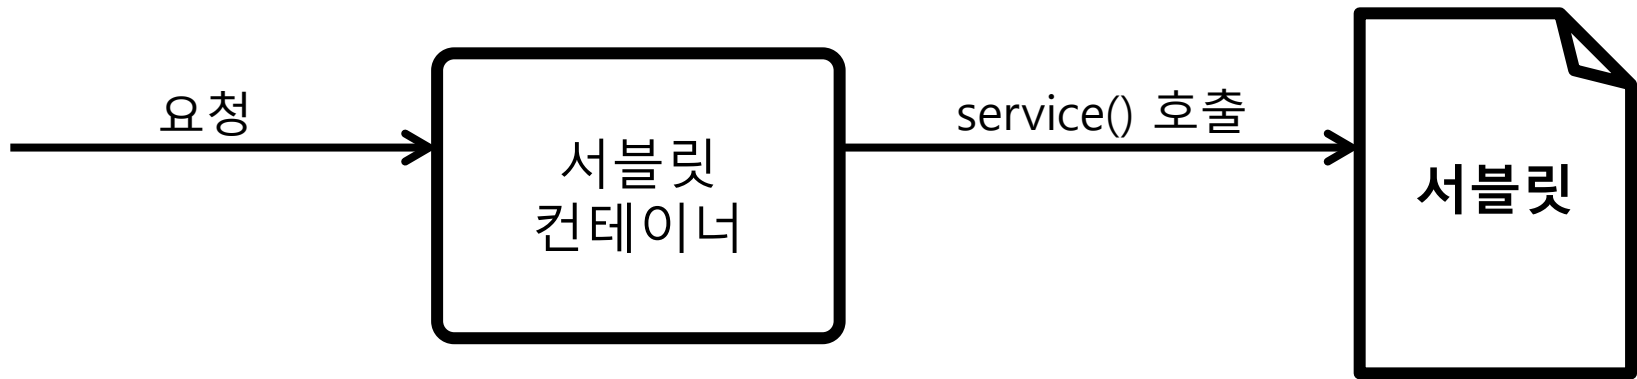 요청
서블릿
컨테이너
service() 호출
서블릿